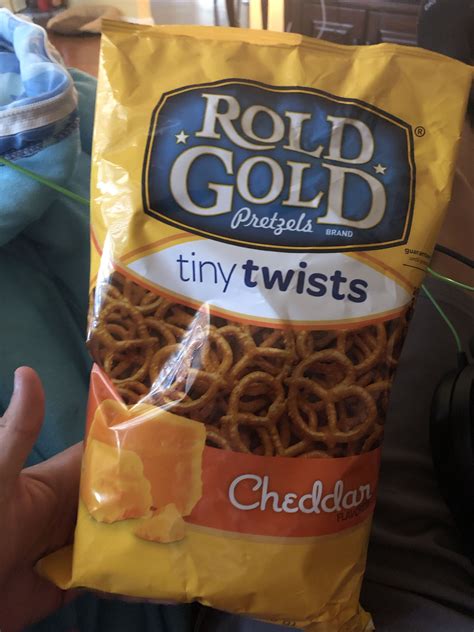 ROLD
GOLD®
Pretzels BRAND
tiny twists
Cheddar